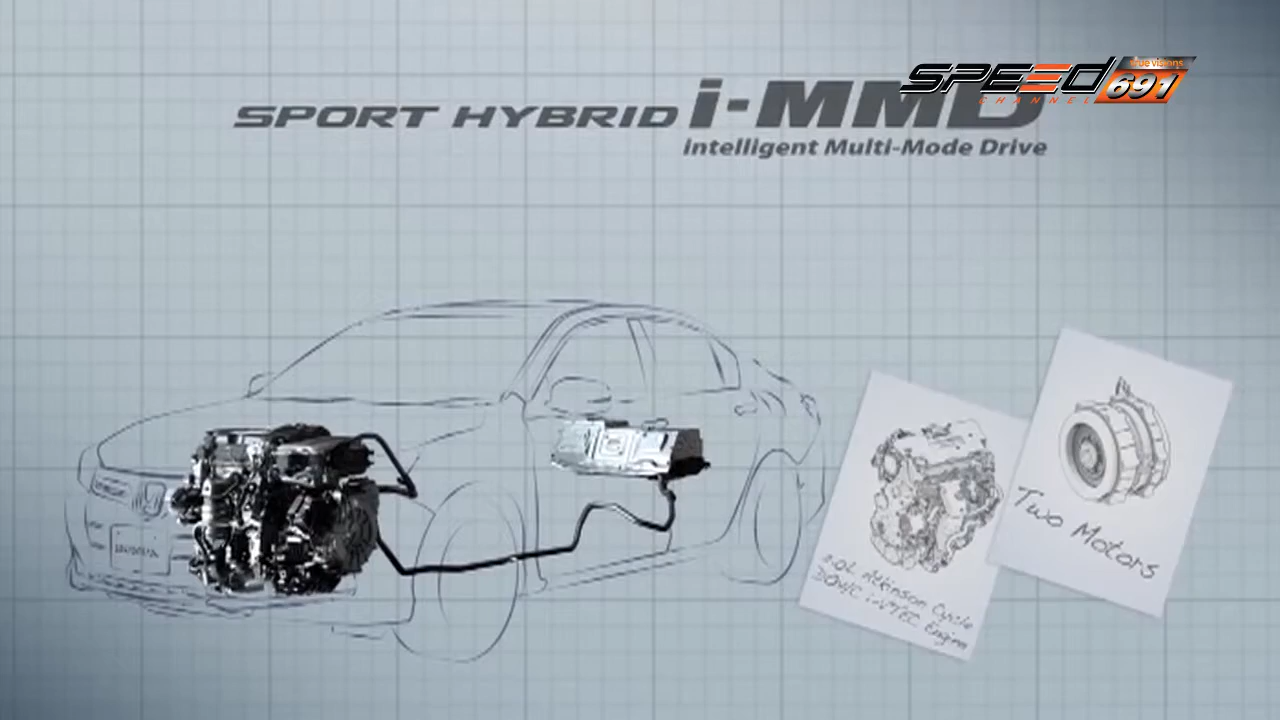 SPEED
true visions
CHANNEL 691
SPORT HYBRID i-MMD
intelligent Multi-Mode Drive
Two Motors
2.0L Atkinson Cycle
DOHC i-VTEC Engine